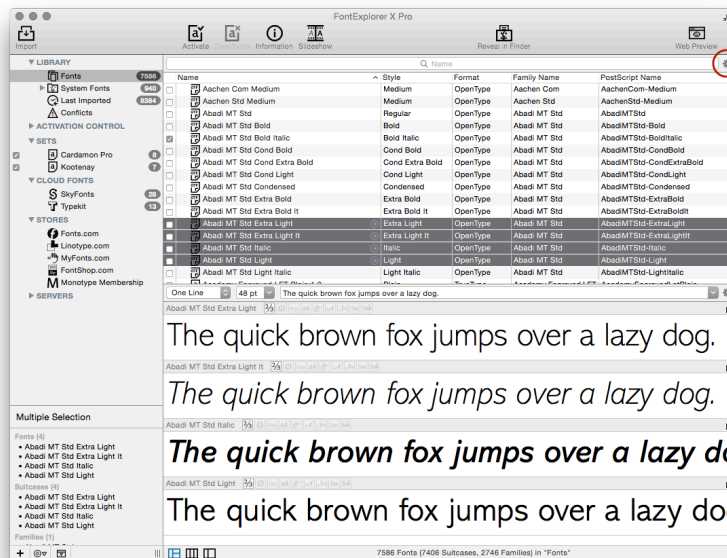 FontExplorer X Pro
Import
Activate Deactivate Information Slideshow Reveal in Finder Web Preview
Name
LIBRARY
Fonts 7586
System Fonts 940
Last Imported 8384
Conflicts
ACTIVATION CONTROL
SETS
Cardamon Pro 8
Kootenay 7
CLOUD FONTS
SkyFonts 28
Typekit 13
STORES
Fonts.com
Linotype.com
MyFonts.com
FontShop.com
Monotype Membership
SERVERS
Name Style Format Family Name PostScript Name
Aachen Com Medium Medium OpenType Aachen Com AachenCom-Medium
Aachen Std Medium Medium OpenType Aachen Std AachenStd-Medium
Abadi MT Std Regular OpenType Abadi MT Std AbadiMTStd
Abadi MT Std Bold Bold OpenType Abadi MT Std AbadiMTStd-Bold
Abadi MT Std Bold Italic Bold Italic OpenType Abadi MT Std AbadiMTStd-BoldItalic
Abadi MT Std Cond Bold Cond Bold OpenType Abadi MT Std AbadiMTStd-CondBold
Abadi MT Std Cond Extra Bold Cond Extra Bold OpenType Abadi MT Std AbadiMTStd-CondExtraBold
Abadi MT Std Cond Light Cond Light OpenType Abadi MT Std AbadiMTStd-CondLight
Abadi MT Std Condensed Condensed OpenType Abadi MT Std AbadiMTStd-Condensed
Abadi MT Std Extra Bold Extra Bold OpenType Abadi MT Std AbadiMTStd-ExtraBold
Abadi MT Std Extra Bold It Extra Bold It OpenType Abadi MT Std AbadiMTStd-ExtraBoldIt
Abadi MT Std Extra Light Extra Light OpenType Abadi MT Std AbadiMTStd-ExtraLight
Abadi MT Std Extra Light It Extra Light It OpenType Abadi MT Std AbadiMTStd-ExtraLightIt
Abadi MT Std Italic Italic OpenType Abadi MT Std AbadiMTStd-Italic
Abadi MT Std Light Light OpenType Abadi MT Std AbadiMTStd-Light
Abadi MT Std Light Italic Light Italic OpenType Abadi MT Std AbadiMTStd-LightItalic
One Line 48 pt The quick brown fox jumps over a lazy dog.
Abadi MT Std Extra Light
The quick brown fox jumps over a lazy dog.
Abadi MT Std Extra Light It
The quick brown fox jumps over a lazy dog.
Abadi MT Std Italic
The quick brown fox jumps over a lazy do
Abadi MT Std Light
The quick brown fox jumps over a lazy do
Multiple Selection
Fonts (4)
• Abadi MT Std Extra Light
• Abadi MT Std Extra Light It
• Abadi MT Std Italic
• Abadi MT Std Light
Suitcases (4)
• Abadi MT Std Extra Light
• Abadi MT Std Extra Light It
• Abadi MT Std Italic
• Abadi MT Std Light
Families (1)
7586 Fonts (7406 Suitcases, 2746 Families) in "Fonts"